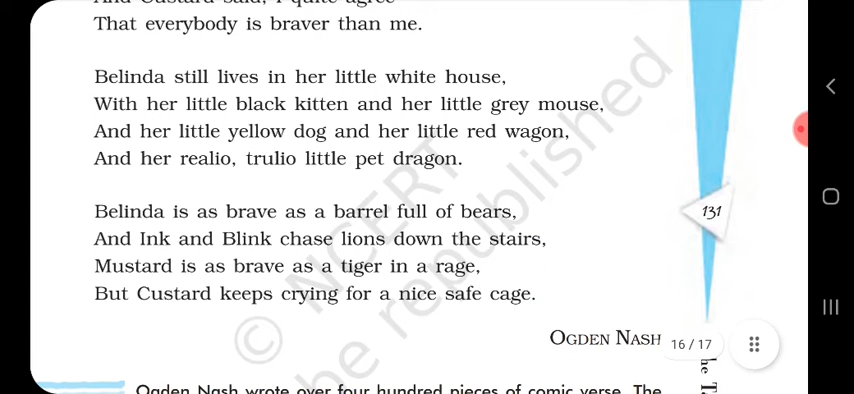 That everybody is braver than me.
Belinda still lives in her little white house,
With her little black kitten and her little grey mouse,
And her little yellow dog and her little red wagon,
And her realio, trulio little pet dragon.
131
Belinda is as brave as a barrel full of bears,
And Ink and Blink chase lions down the stairs,
Mustard is as brave as a tiger in a rage,
But Custard keeps crying for a nice safe cage.
OGDEN NASH
16 / 17
Ogden Nash wrote over four hundred pieces of comic verse. The
© NCERT
be republished